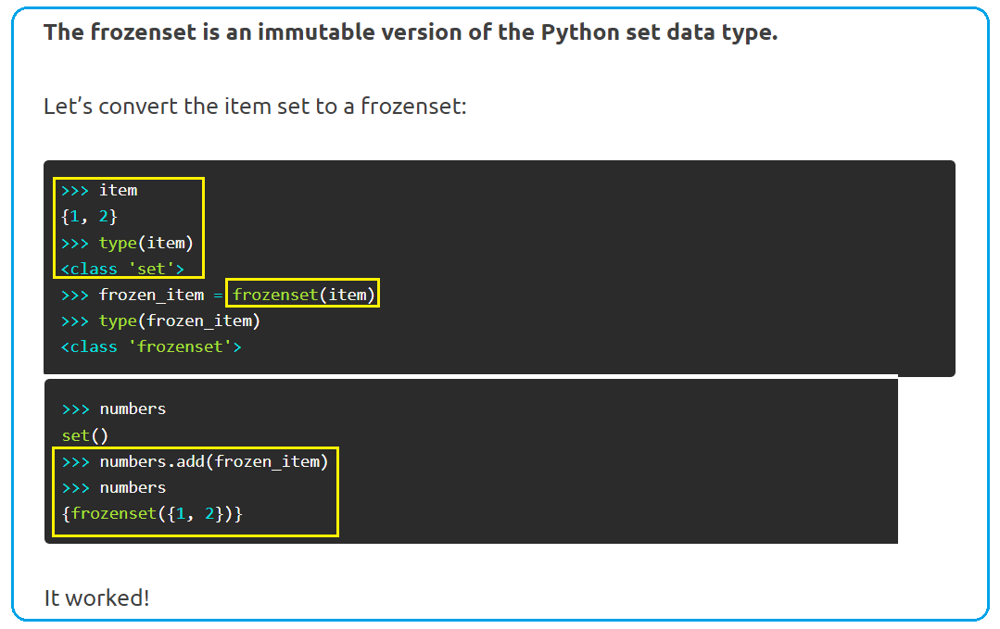 The frozenset is an immutable version of the Python set data type.
Let’s convert the item set to a frozenset:
>>> item
{1, 2}
>>> type(item)
<class 'set'>
>>> frozen_item = frozenset(item)
>>> type(frozen_item)
<class 'frozenset'>
>>> numbers
set()
>>> numbers.add(frozen_item)
>>> numbers
{frozenset({1, 2})}
It worked!